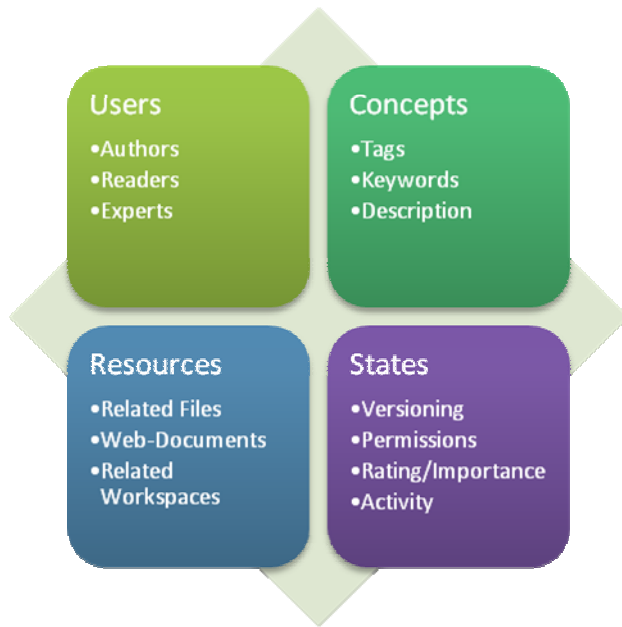 Users
•Authors
•Readers
•Experts
Concepts
•Tags
•Keywords
•Description
Resources
•Related Files
•Web-Documents
•Related
Workspaces
States
•Versioning
•Permissions
•Rating/Importance
•Activity